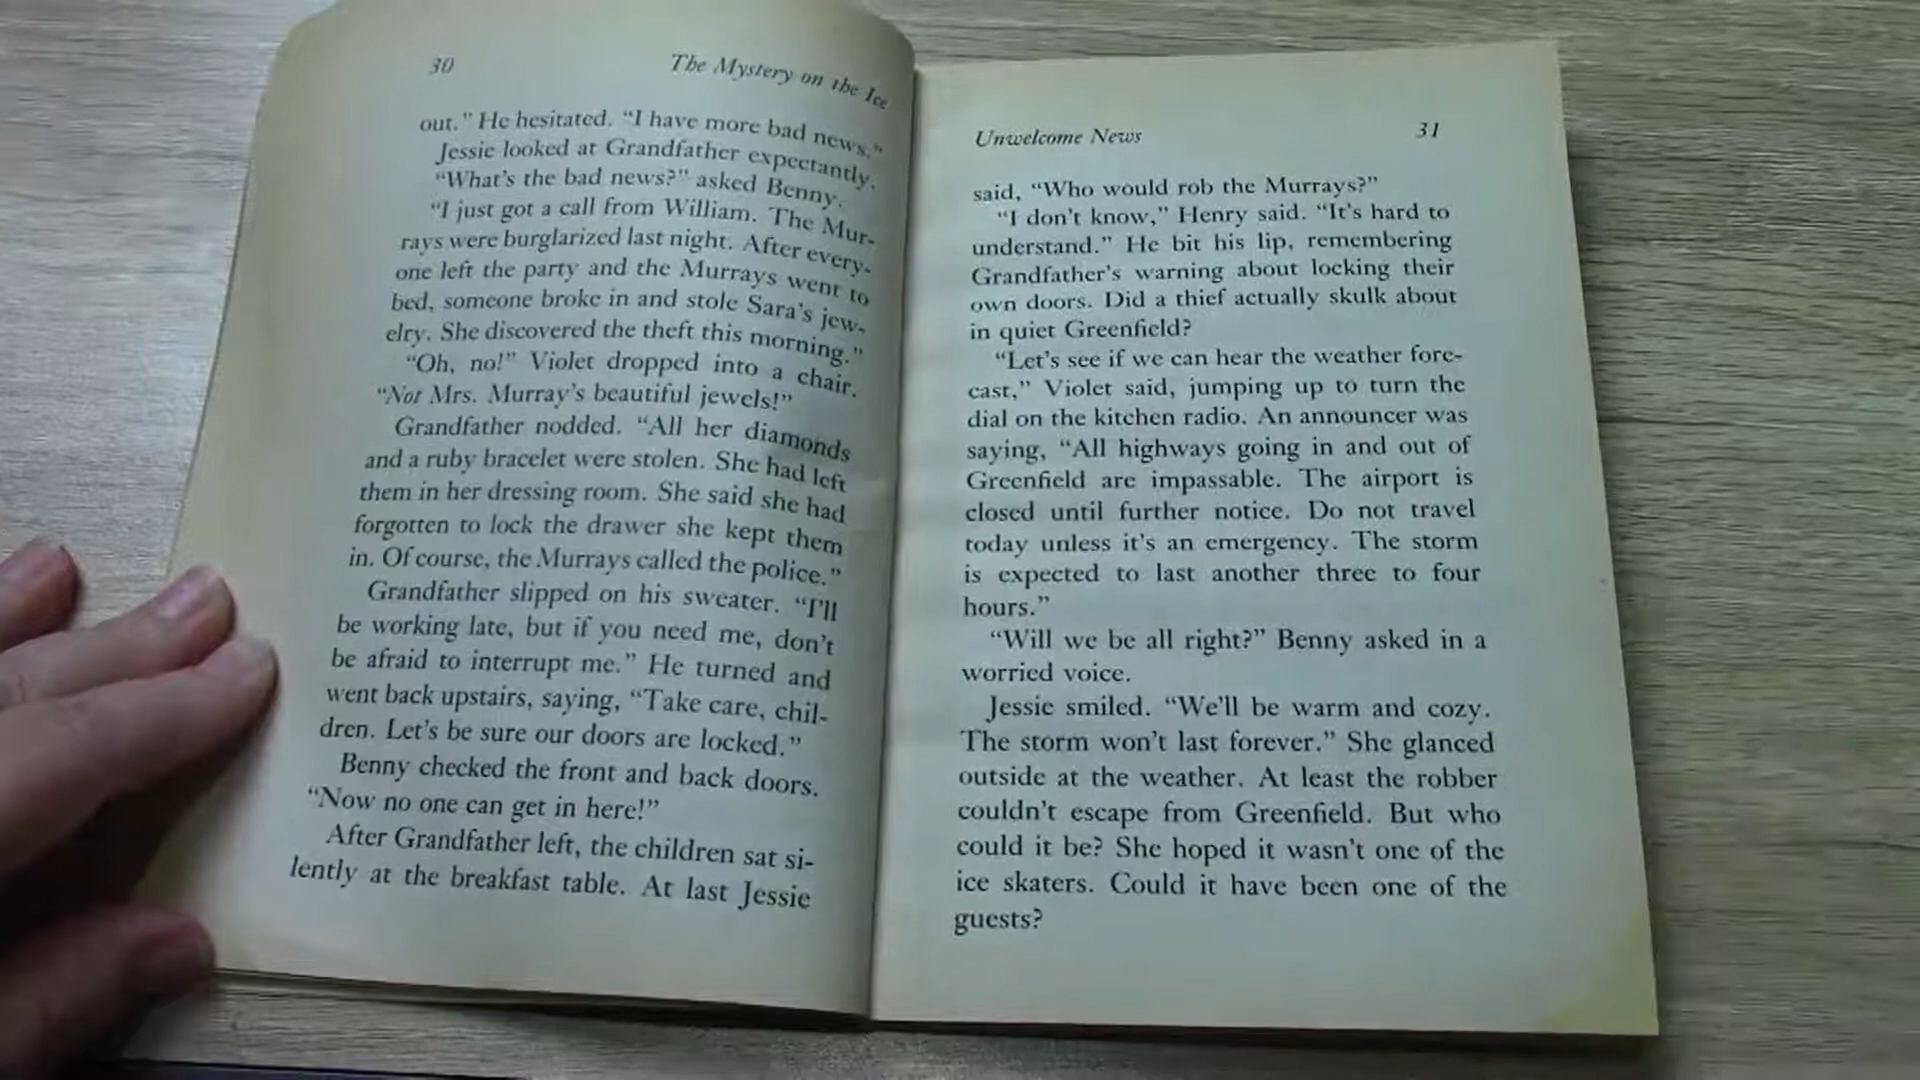 30
The Mystery on the Ice
out." He hesitated. "I have more bad news."
Jessie looked at Grandfather expectantly.
"What's the bad news?" asked Benny.
"I just got a call from William. The Mur-
rays were burglarized last night. After every-
one left the party and the Murrays went to
bed, someone broke in and stole Sara's jew-
elry. She discovered the theft this morning."
"Oh, no!" Violet dropped into a chair.
"Not Mrs. Murray's beautiful jewels!"
Grandfather nodded. "All her diamonds
and a ruby bracelet were stolen. She had left
them in her dressing room. She said she had
forgotten to lock the drawer she kept them
in. Of course, the Murrays called the police."
Grandfather slipped on his sweater. "I'll
be working late, but if you need me, don't
be afraid to interrupt me." He turned and
went back upstairs, saying, "Take care, chil-
dren. Let's be sure our doors are locked."
Benny checked the front and back doors.
"Now no one can get in here!"
After Grandfather left, the children sat si-
lently at the breakfast table. At last Jessie
Unwelcome News
31
said, "Who would rob the Murrays?"
"I don't know," Henry said. "It's hard to
understand." He bit his lip, remembering
Grandfather's warning about locking their
own doors. Did a thief actually skulk about
in quiet Greenfield?
"Let's see if we can hear the weather fore-
cast," Violet said, jumping up to turn the
dial on the kitchen radio. An announcer was
saying, "All highways going in and out of
Greenfield are impassable. The airport is
closed until further notice. Do not travel
today unless it's an emergency. The storm
is expected to last another three to four
hours."
"Will we be all right?" Benny asked in a
worried voice.
Jessie smiled. "We'll be warm and cozy.
The storm won't last forever." She glanced
outside at the weather. At least the robber
couldn't escape from Greenfield. But who
could it be? She hoped it wasn't one of the
ice skaters. Could it have been one of the
guests?